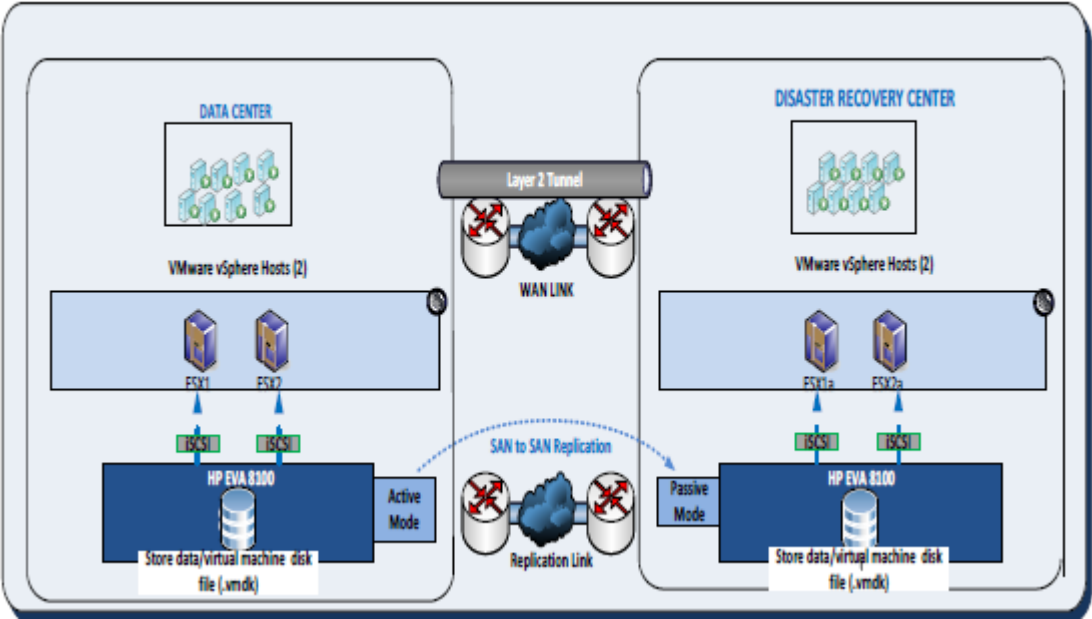 DATA CENTER
VMware vSphere Hosts (2)
ESX1
ESX2
iSCSI
iSCSI
HP EVA 8100
Active
Mode
Store data/virtual machine disk
file (.vmdk)
Layer 2 Tunnel
WAN LINK
SAN to SAN Replication
Replication Link
DISASTER RECOVERY CENTER
VMware vSphere Hosts (2)
ESX1a
ESX2a
iSCSI
iSCSI
HP EVA 8100
Passive
Mode
Store data/virtual machine disk
file (.vmdk)